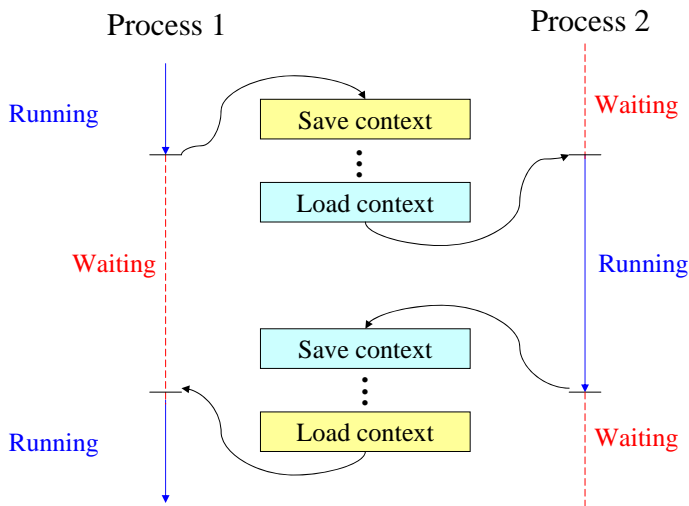 Process 1
Process 2
Running
Save context
Waiting
Load context
Waiting
Running
Save context
Running
Load context
Waiting